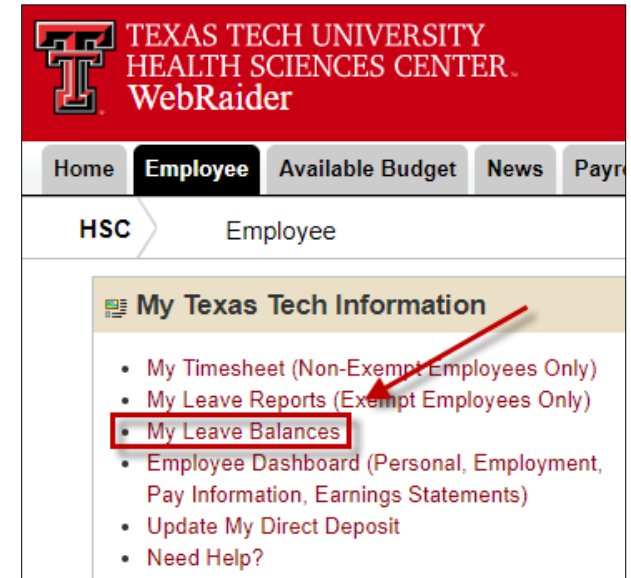 TEXAS TECH UNIVERSITY
HEALTH SCIENCES CENTER™
WebRaider
Home Employee Available Budget News
HSC Employee
My Texas Tech Information
• My Timesheet (Non-Exempt Employees Only)
• My Leave Reports (Exempt Employees Only)
• My Leave Balances
• Employee Dashboard (Personal, Employment,
Pay Information, Earnings Statements)
• Update My Direct Deposit
• Need Help?